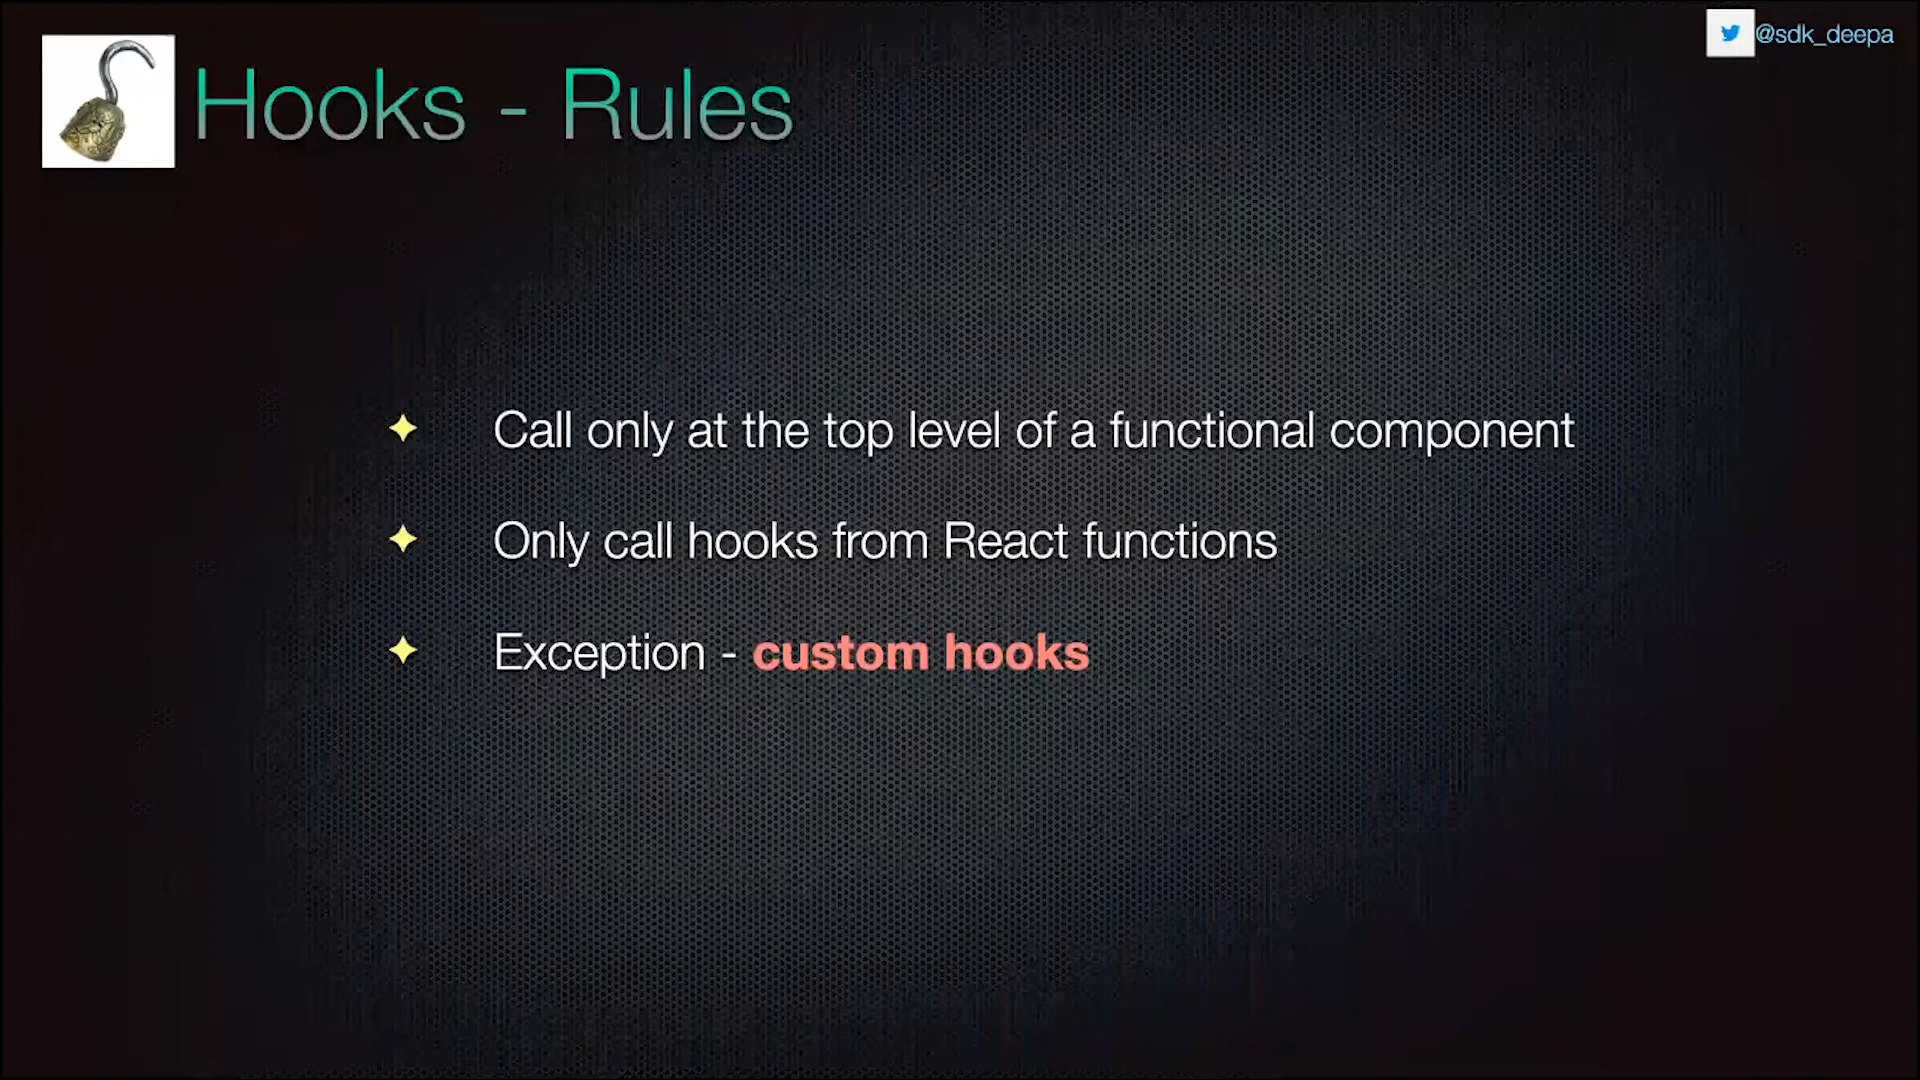 @sdk_deepa
Hooks - Rules
Call only at the top level of a functional component
Only call hooks from React functions
Exception - custom hooks